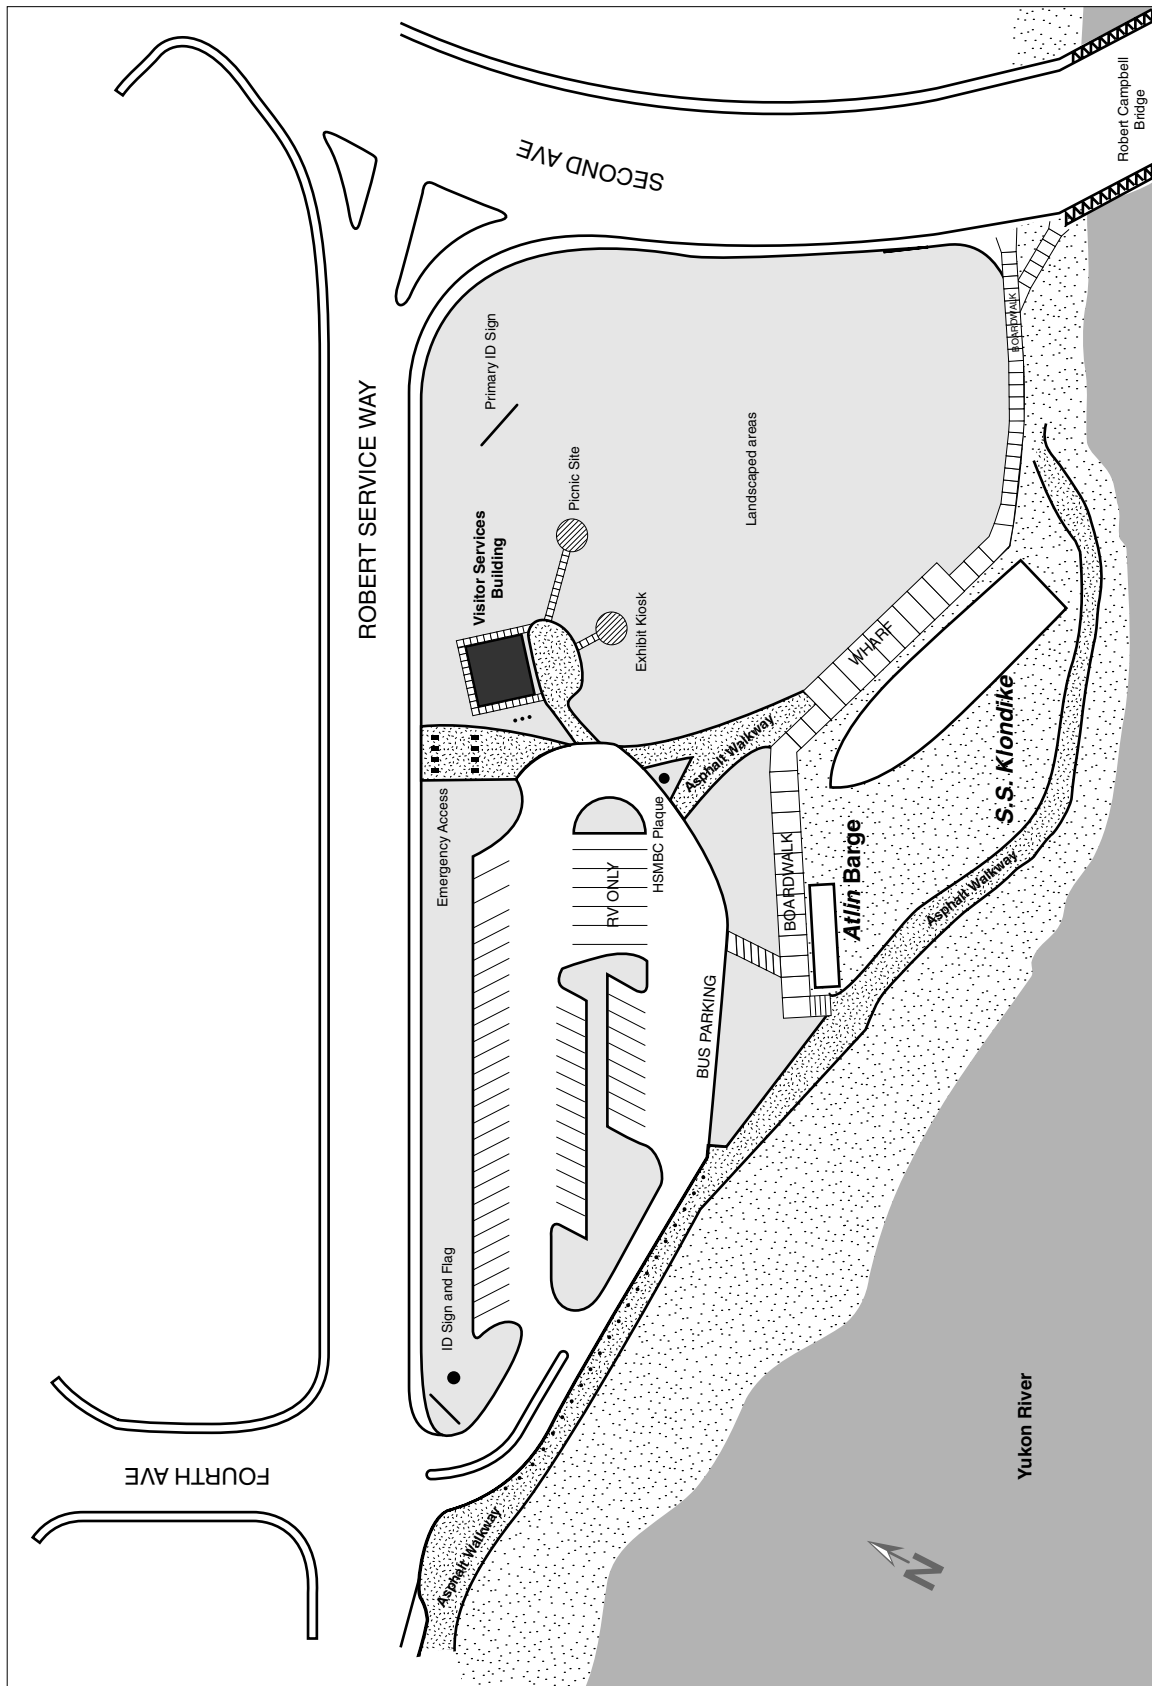 FOURTH AVE
ROBERT SERVICE WAY
SECOND AVE
Robert Campbell
Bridge
ID Sign and Flag
Emergency Access
Visitor Services
Building
Primary ID Sign
Picnic Site
Exhibit Kiosk
Landscaped areas
RV ONLY
HSMBC Plaque
BUS PARKING
Asphalt Walkway
WHARF
BOARDWALK
BOARDWALK
Atlin Barge
S.S. Klondike
Asphalt Walkway
Asphalt Walkway
Yukon River
N